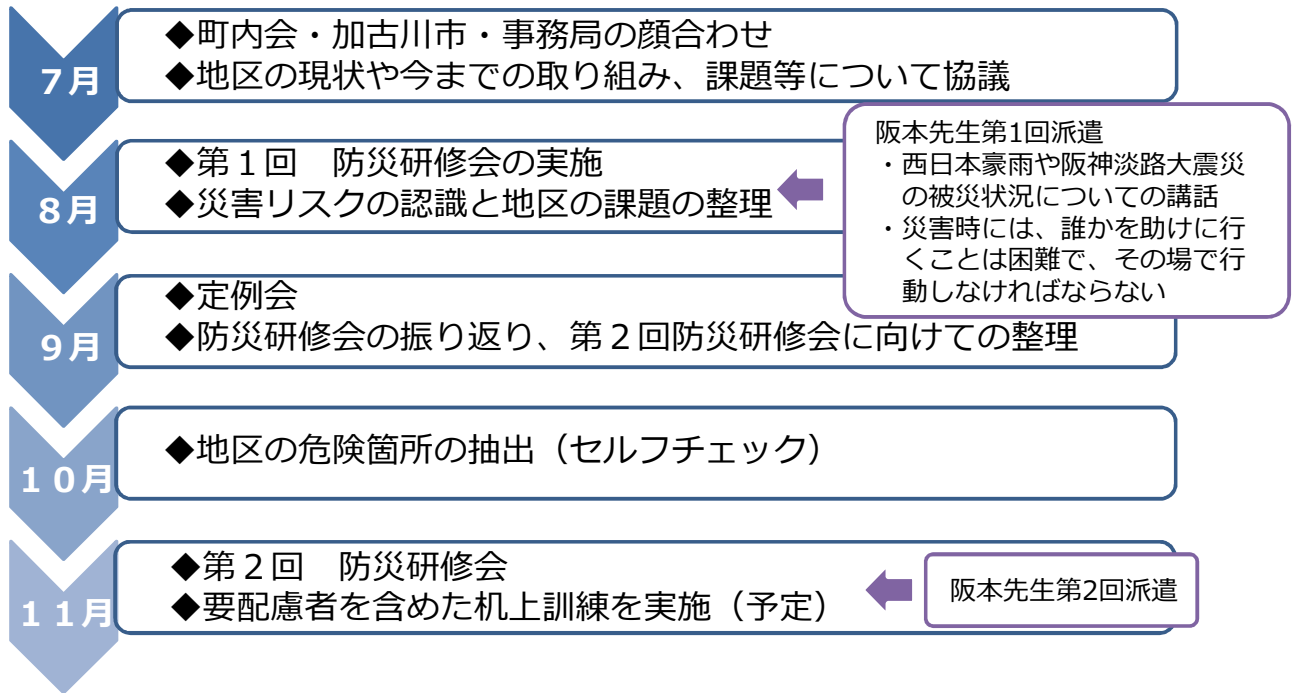 ７月
◆町内会・加古川市・事務局の顔合わせ
◆地区の現状や今までの取り組み、課題等について協議
８月
◆第１回　防災研修会の実施
◆災害リスクの認識と地区の課題の整理
阪本先生第1回派遣
・西日本豪雨や阪神淡路大震災
の被災状況についての講話
・災害時には、誰かを助けに行
くことは困難で、その場で行
動しなければならない
９月
◆定例会
◆防災研修会の振り返り、第２回防災研修会に向けての整理
１０月
◆地区の危険箇所の抽出（セルフチェック）
１１月
◆第２回　防災研修会
◆要配慮者を含めた机上訓練を実施（予定）
阪本先生第2回派遣